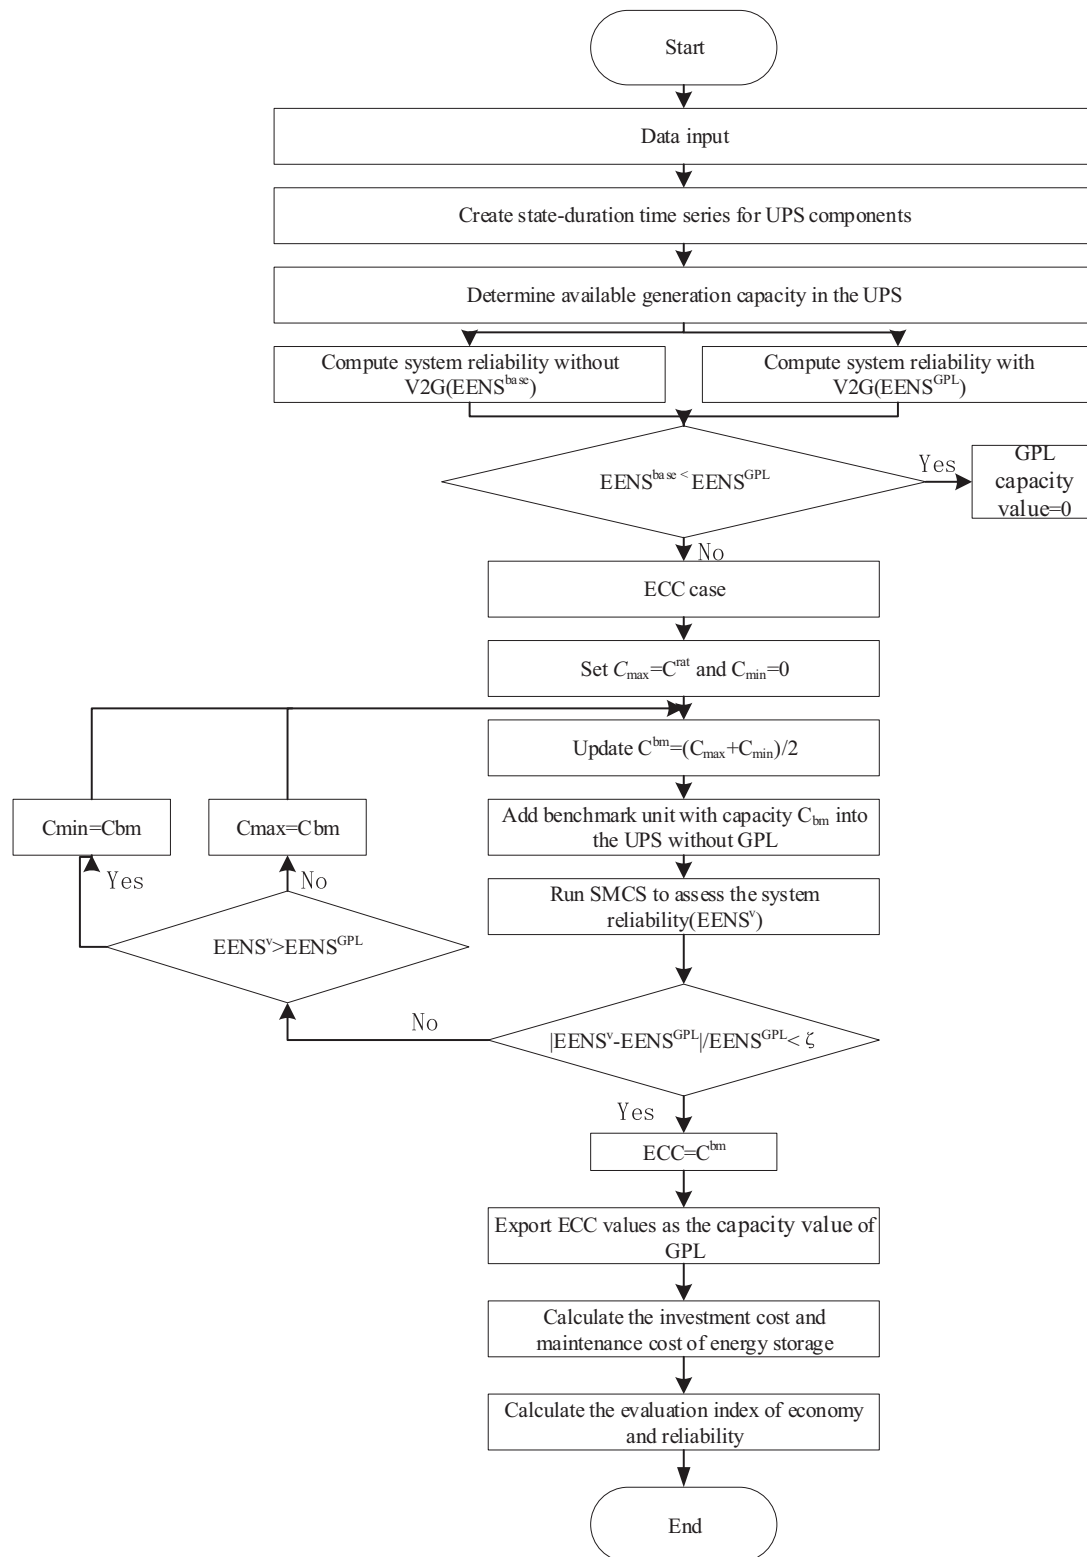 Start
Data input
Create state-duration time series for UPS components
Determine available generation capacity in the UPS
Compute system reliability without
V2G(EENS^base)
Compute system reliability with
V2G(EENS^GPL)
EENS^base < EENS^GPL
Yes
GPL
capacity
value=0
No
ECC case
Set C_max=C^rat and C_min=0
Update C^bm=(C_max+C_min)/2
Cmin=Cbm
Cmax=Cbm
Add benchmark unit with capacity C_bm into
the UPS without GPL
Yes
No
Run SMCS to assess the system
reliability(EENS^v)
EENS^v>EENS^GPL
No
|EENS^v-EENS^GPL|/EENS^GPL< ζ
Yes
ECC=C^bm
Export ECC values as the capacity value of
GPL
Calculate the investment cost and
maintenance cost of energy storage
Calculate the evaluation index of economy
and reliability
End